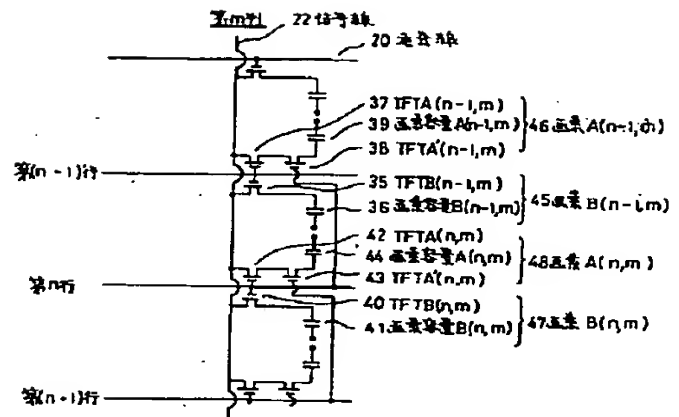 第m列
22 信号線
20 走査線
37 TFTA(n-1,m)
39 画素容量A(n-1,m)
46 画素A(n-1,m)
38 TFTA'(n-1,m)
第(n-1)行
35 TFTB(n-1,m)
36 画素容量B(n-1,m)
45 画素B(n-1,m)
42 TFTA(n,m)
44 画素容量A(n,m)
48 画素A(n,m)
43 TFTA'(n,m)
第n行
40 TFTB(n,m)
41 画素容量B(n,m)
47 画素B(n,m)
第(n+1)行